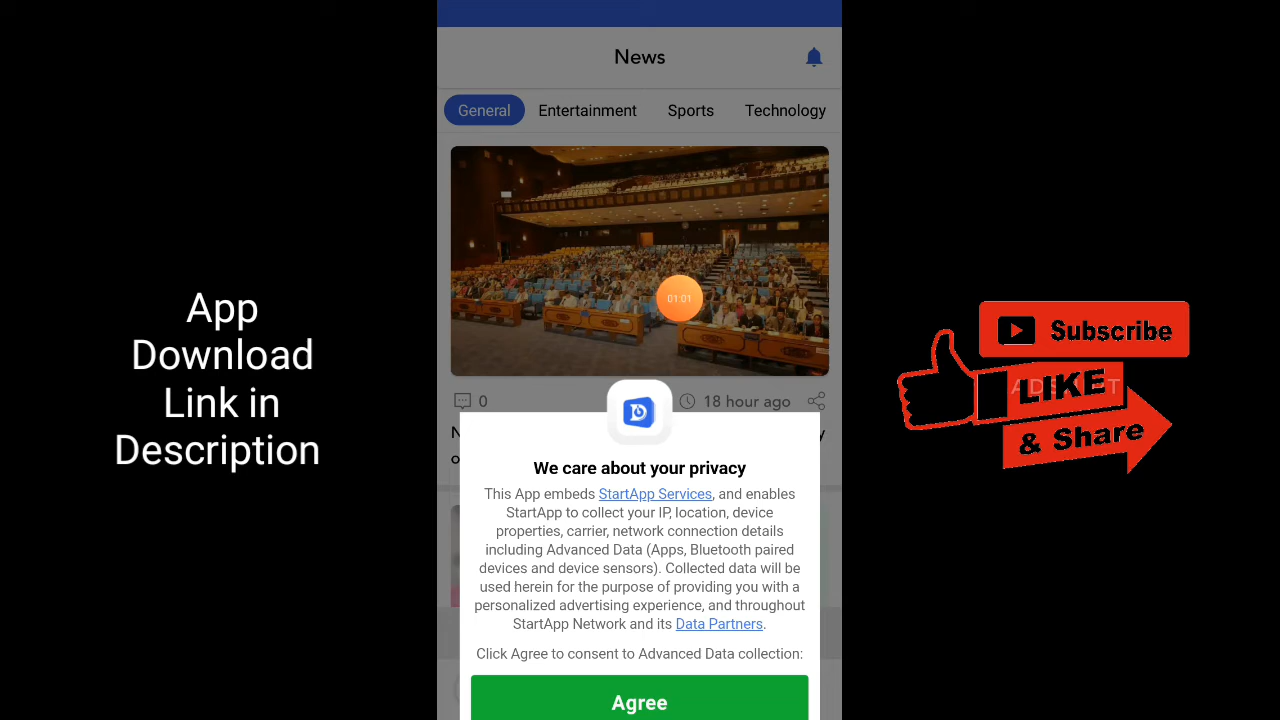 News
General Entertainment Sports Technology
01:01
0 18 hour ago
App
Download
Link in
Description
Subscribe
LIKE
& Share
We care about your privacy
This App embeds StartApp Services, and enables
StartApp to collect your IP, location, device
properties, carrier, network connection details
including Advanced Data (Apps, Bluetooth paired
devices and device sensors). Collected data will be
used herein for the purpose of providing you with a
personalized advertising experience, and throughout
StartApp Network and its Data Partners.
Click Agree to consent to Advanced Data collection:
Agree